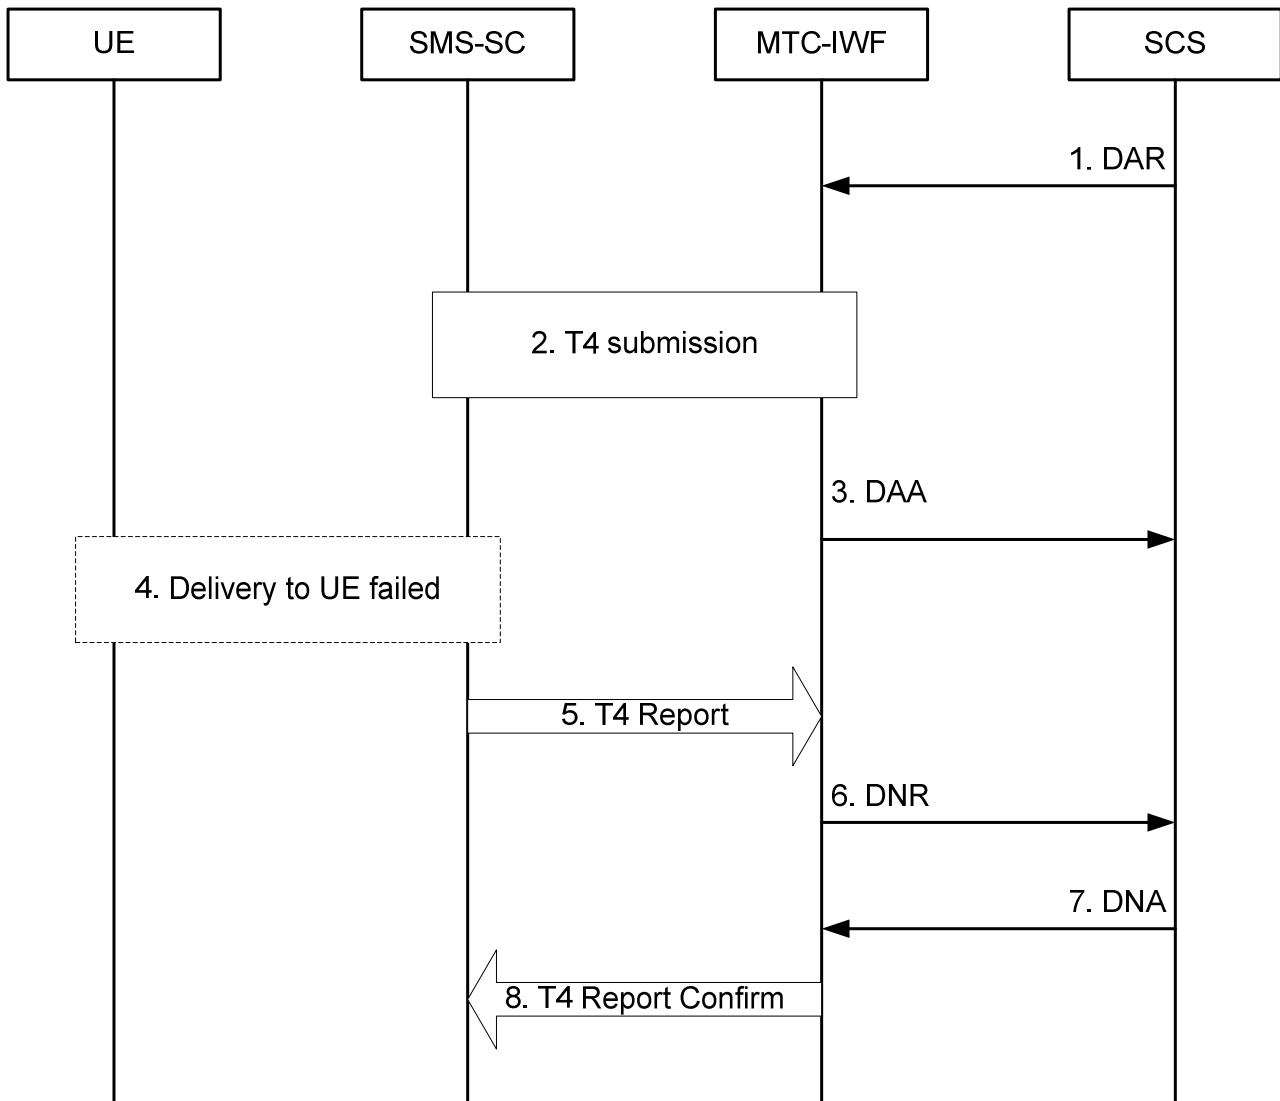 UE
SMS-SC
MTC-IWF
SCS
1. DAR
2. T4 submission
3. DAA
4. Delivery to UE failed
5. T4 Report
6. DNR
7. DNA
8. T4 Report Confirm